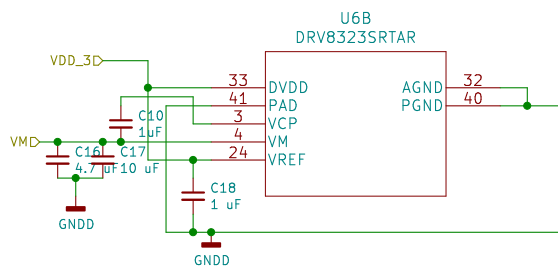 U6B
DRV8323SRTAR
VDD_3
33 DVDD AGND 32
41 PAD PGND 40
C10
3 VCP
1uF
VM 4 VM
C16 C17 24 VREF
4.7 uF 10 uF
C18
1 uF
GNDD
GNDD